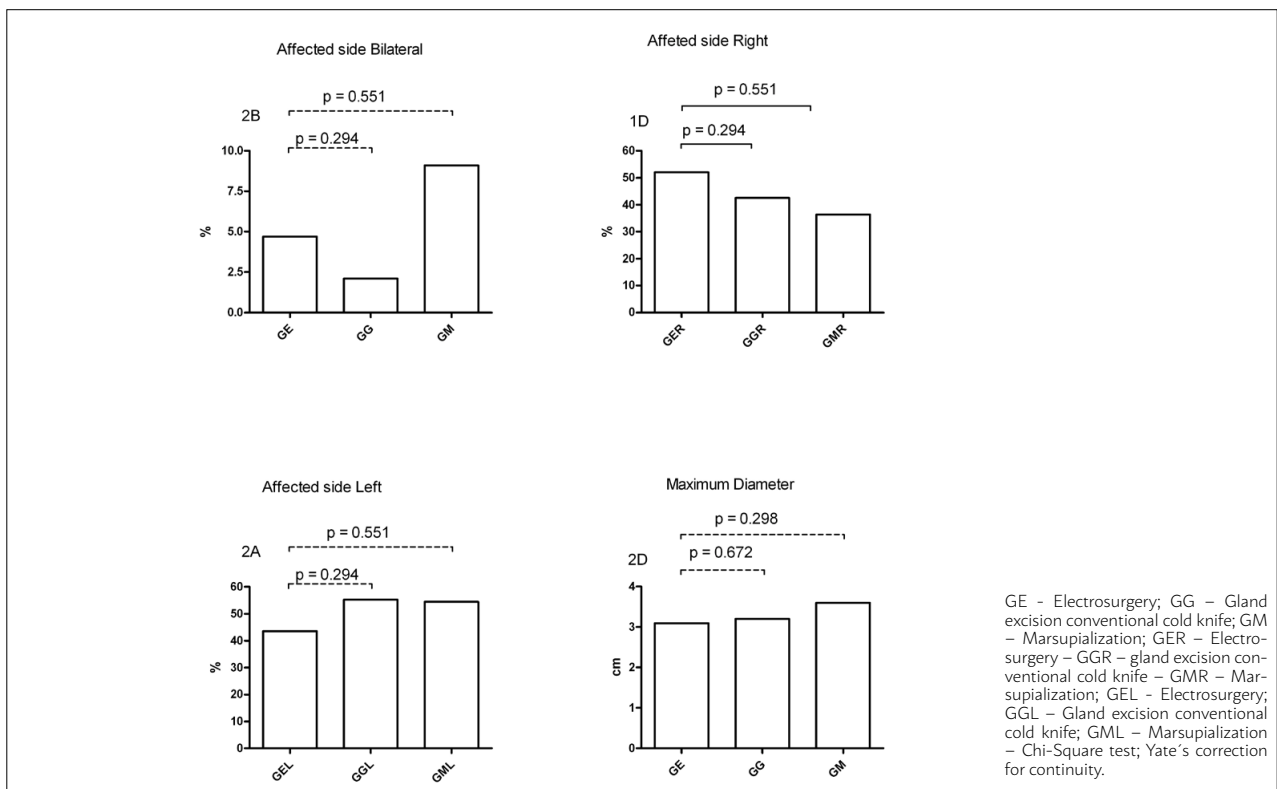 Affected side Bilateral
p = 0.551
2B
p = 0.294
10.0
7.5
5.0
2.5
0.0
%
GE
GG
GM
Affeted side Right
p = 0.551
1D
p = 0.294
60
50
40
30
20
10
0
%
GER
GGR
GMR
Affected side Left
p = 0.551
2A
p = 0.294
60
50
40
30
20
10
0
%
GEL
GGL
GML
Maximum Diameter
p = 0.298
2D
p = 0.672
4
3
2
1
0
cm
GE
GG
GM
GE - Electrosurgery; GG – Gland
excision conventional cold knife; GM
– Marsupialization; GER – Electro-
surgery – GGR – gland excision con-
ventional cold knife – GMR – Mar-
supialization; GEL - Electrosurgery;
GGL – Gland excision conventional
cold knife; GML – Marsupialization
– Chi-Square test; Yate´s correction
for continuity.